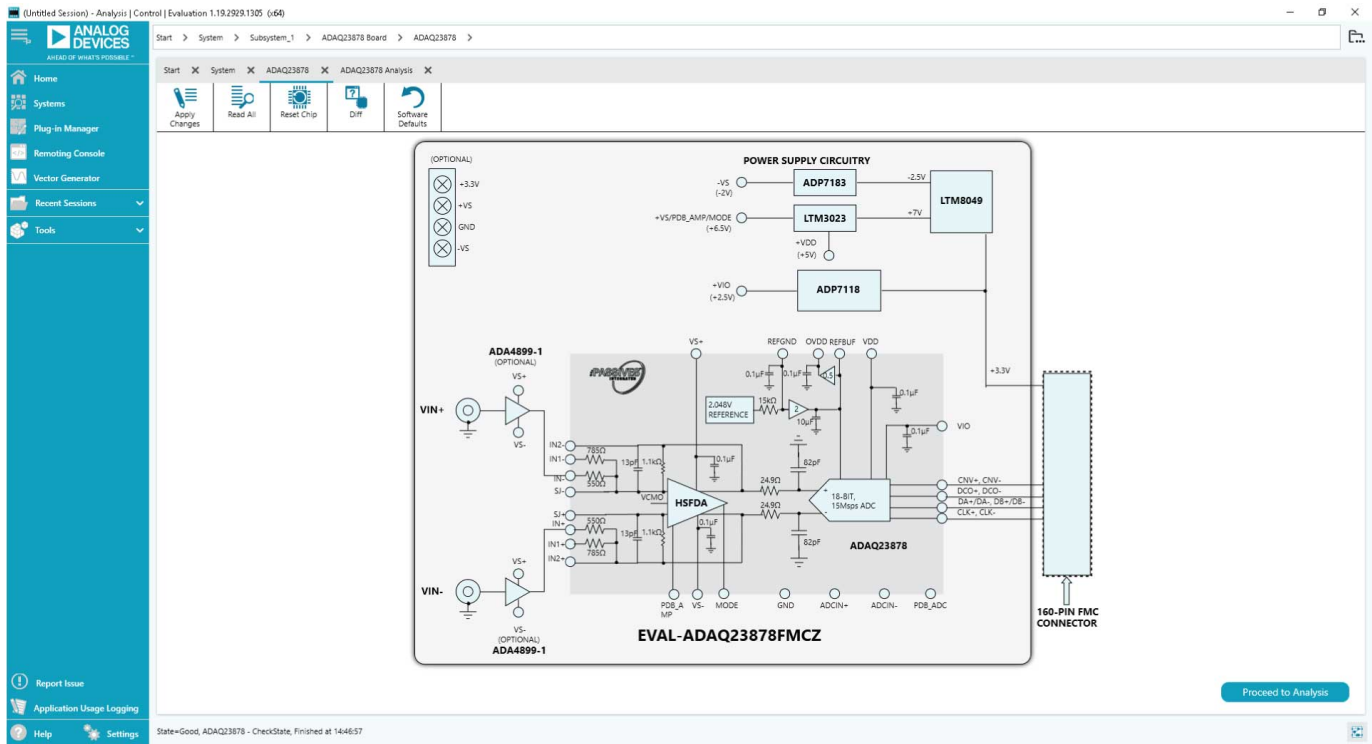 (Untitled Session) - Analysis | Control | Evaluation 1.19.2929.1305 (x64)
ANALOG
DEVICES
AHEAD OF WHAT'S POSSIBLE™
Start > System > Subsystem_1 > ADAQ23878 Board > ADAQ23878 >
Home
Systems
Plug-in Manager
Remoting Console
Vector Generator
Recent Sessions
Tools
Start System ADAQ23878 ADAQ23878 Analysis
Apply Changes
Read All
Reset Chip
Diff
Software Defaults
(OPTIONAL)
+3.3V
+VS
GND
-VS
POWER SUPPLY CIRCUITRY
-VS
(-2V)
ADP7183
-2.5V
LTM8049
+VS/PDB_AMP/MODE
(+6.5V)
LTM3023
+7V
+VDD
(+5V)
+VIO
(+2.5V)
ADP7118
+3.3V
ADA4899-1
(OPTIONAL)
VS+
VIN+
VS-
PASSIVES
INTEGRATED
VS+
REFGND
OVDD
REFBUF
VDD
0.1µF
0.1µF
0.5
2.048V
REFERENCE
15kΩ
2
10µF
0.1µF
0.1µF
VIO
IN2-
785Ω
IN1-
IN-
550Ω
SJ-
13pF
1.1kΩ
0.1µF
VCMO
HSFDA
24.9Ω
24.9Ω
82pF
82pF
+
18-BIT,
15Msps ADC
-
ADAQ23878
CNV+, CNV-
DCO+, DCO-
DA+/DA-, DB+/DB-
CLK+, CLK-
SJ+
IN+
550Ω
IN1+
785Ω
IN2+
13pF
1.1kΩ
0.1µF
VS+
VIN-
VS-
(OPTIONAL)
ADA4899-1
PDB_A
MP
VS-
MODE
GND
ADCIN+
ADCIN-
PDB_ADC
EVAL-ADAQ23878FMCZ
160-PIN FMC
CONNECTOR
Proceed to Analysis
Report Issue
Application Usage Logging
Help
Settings
State=Good, ADAQ23878 - CheckState, Finished at 14:46:57